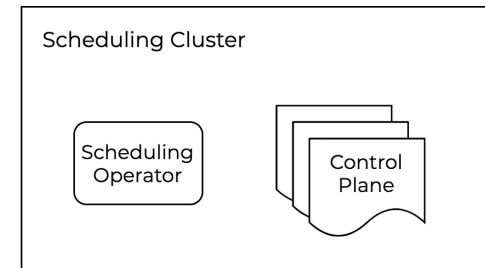 Scheduling Cluster
Scheduling
Operator
Control
Plane